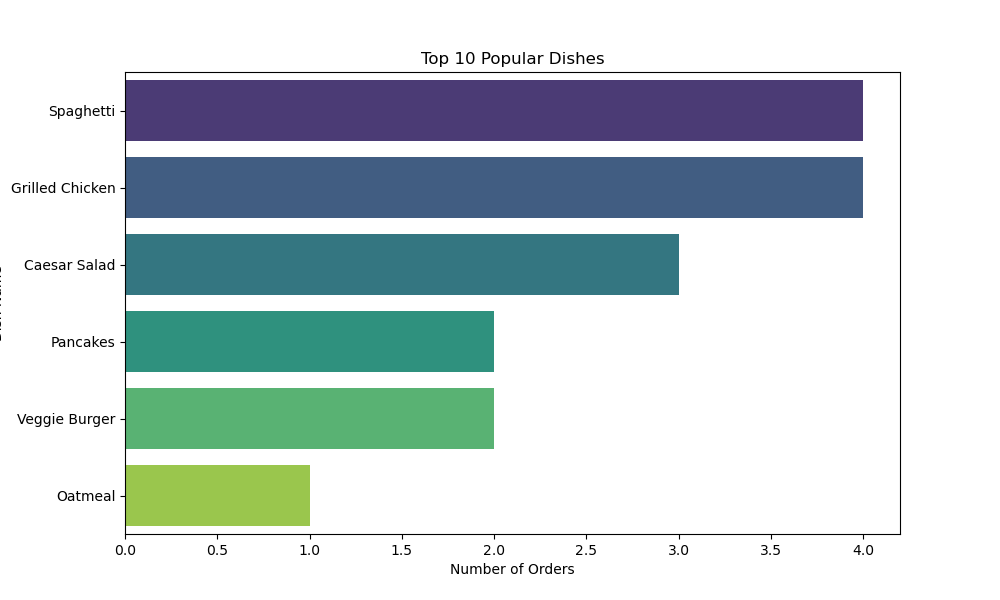 Top 10 Popular Dishes
Spaghetti
Grilled Chicken
Caesar Salad
Pancakes
Veggie Burger
Oatmeal
0.0 0.5 1.0 1.5 2.0 2.5 3.0 3.5 4.0
Number of Orders